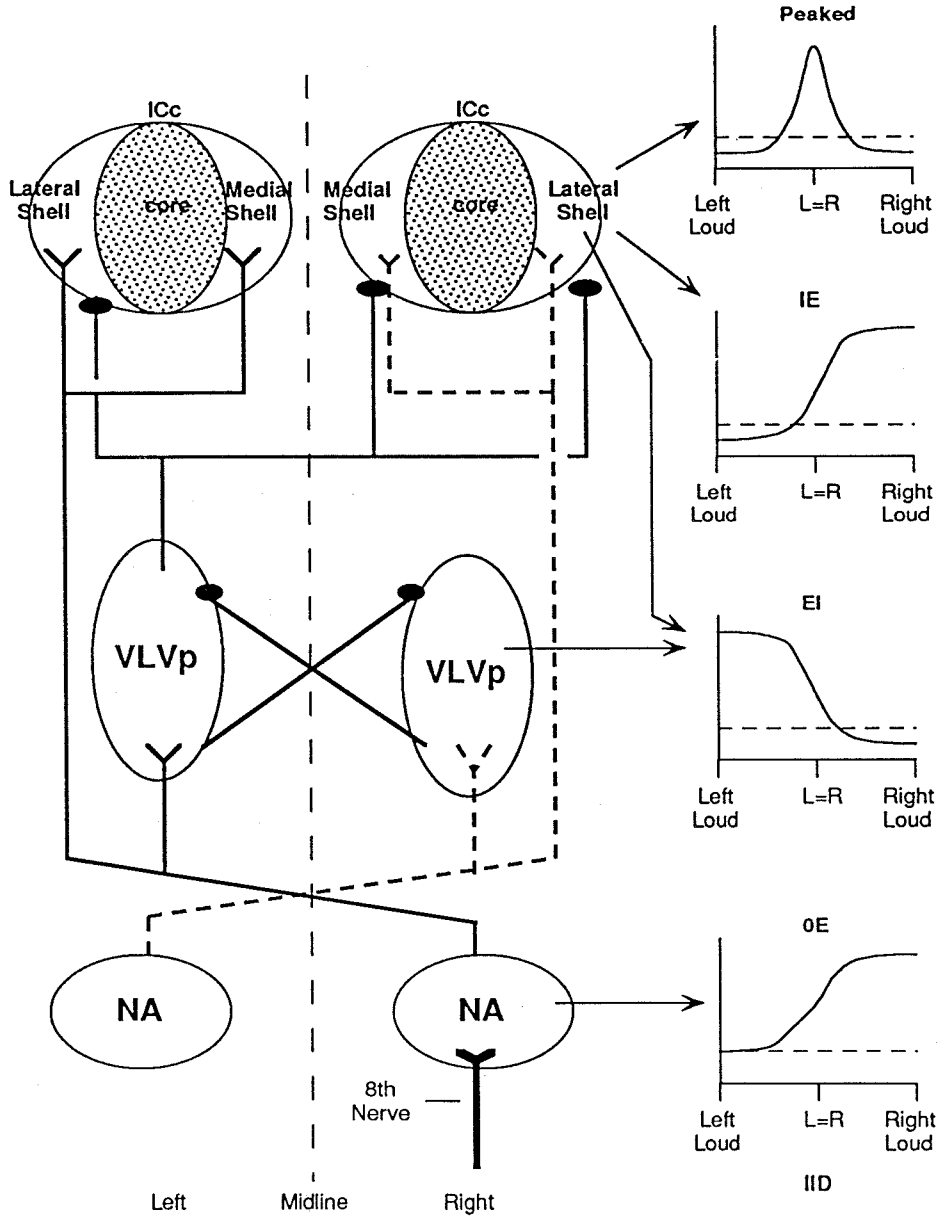 Peaked
Left
Loud
L=R
Right
Loud
ICc
ICc
Lateral
Shell
core
Medial
Shell
Medial
Shell
core
Lateral
Shell
IE
Left
Loud
L=R
Right
Loud
VLVp
VLVp
EI
Left
Loud
L=R
Right
Loud
0E
NA
NA
8th
Nerve
Left
Loud
L=R
Right
Loud
IID
Left
Midline
Right